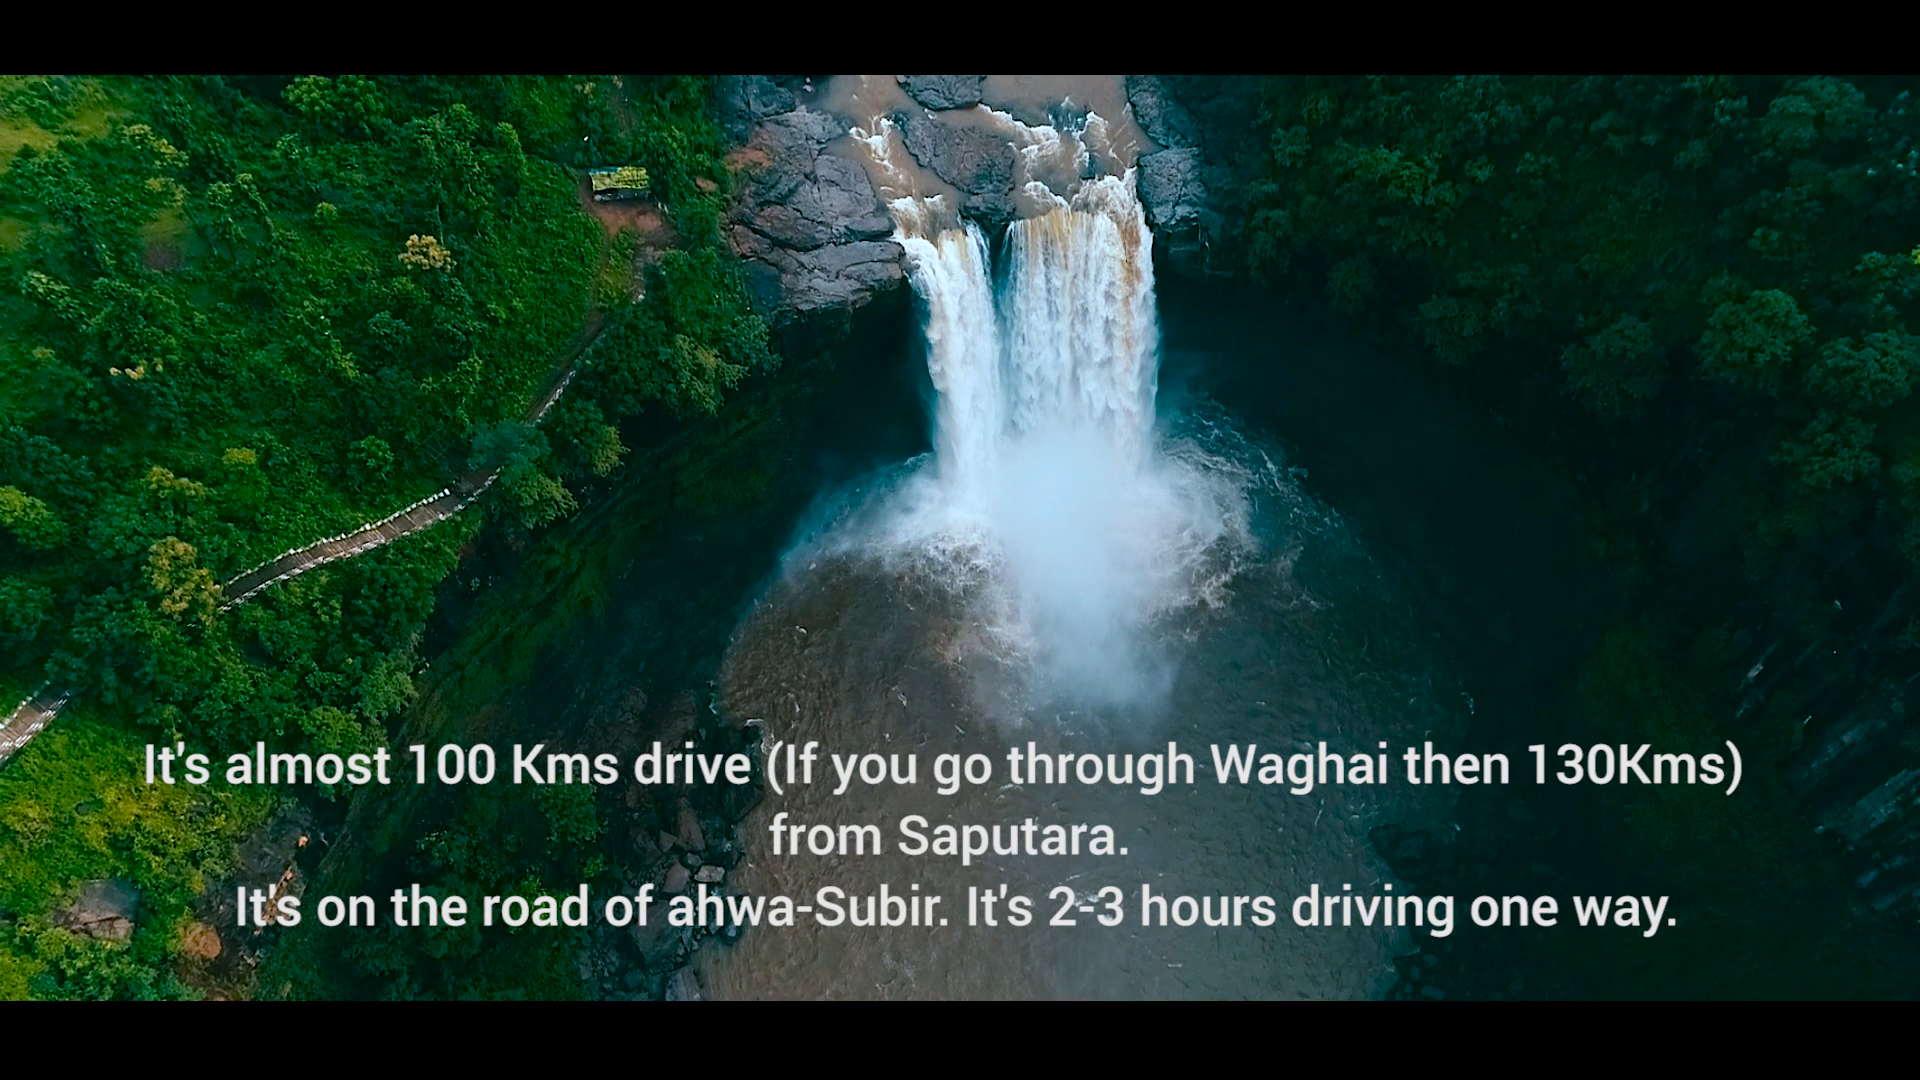 It's almost 100 Kms drive (If you go through Waghai then 130Kms)
from Saputara.
It's on the road of ahwa-Subir. It's 2-3 hours driving one way.